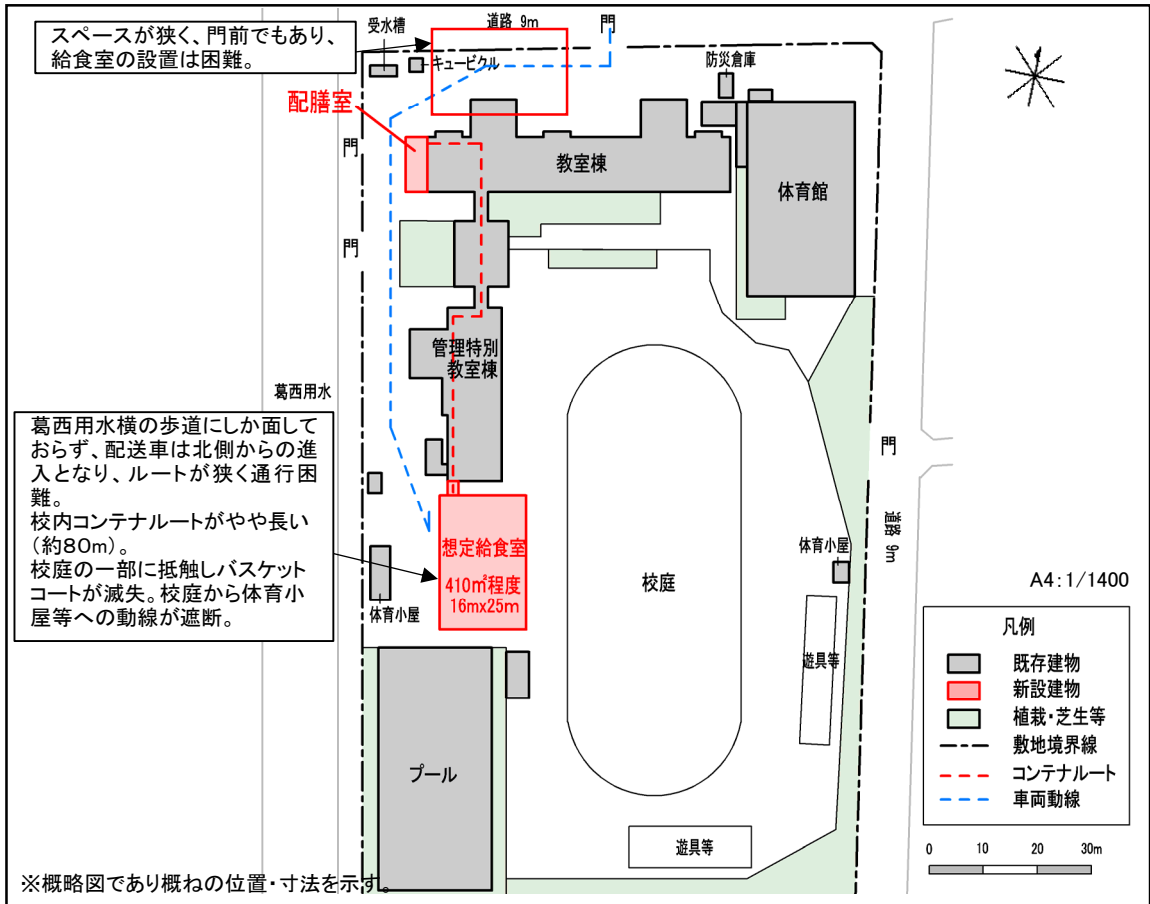 スペースが狭く、門前でもあり、
給食室の設置は困難。
受水槽
道路 9m
門
キュービクル
防災倉庫
配膳室
門
教室棟
体育館
門
管理特別
教室棟
葛西用水
葛西用水横の歩道にしか面して
おらず、配送車は北側からの進
入となり、ルートが狭く通行困
難。
校内コンテナルートがやや長い
(約80m)。
校庭の一部に抵触しバスケット
コートが滅失。校庭から体育小
屋等への動線が遮断。
門
道路 9m
想定給食室
410㎡程度
16mx25m
体育小屋
校庭
体育小屋
遊具等
プール
遊具等
A4:1/1400
凡例
既存建物
新設建物
植栽・芝生等
敷地境界線
コンテナルート
車両動線
0 10 20 30m
※概略図であり概ねの位置・寸法を示す。